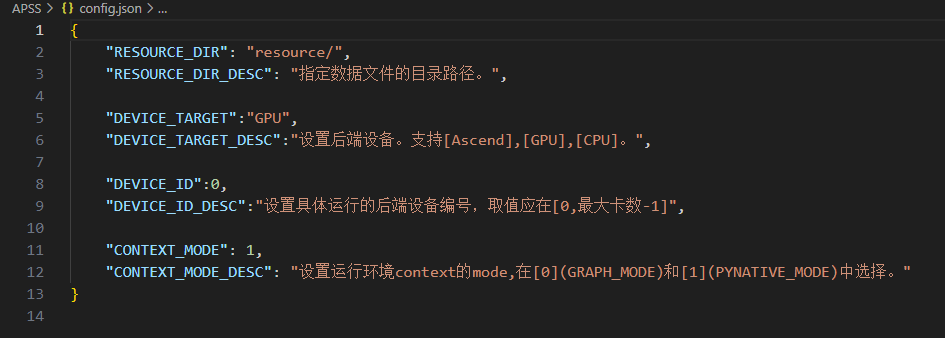 APSS > {} config.json > ...
1 {
2 "RESOURCE_DIR": "resource/",
3 "RESOURCE_DIR_DESC": "指定数据文件的目录路径。",
4
5 "DEVICE_TARGET":"GPU",
6 "DEVICE_TARGET_DESC":"设置后端设备。支持[Ascend],[GPU],[CPU]。",
7
8 "DEVICE_ID":0,
9 "DEVICE_ID_DESC":"设置具体运行的后端设备编号，取值应在[0,最大卡数-1]",
10
11 "CONTEXT_MODE": 1,
12 "CONTEXT_MODE_DESC": "设置运行环境context的mode,在[0](GRAPH_MODE)和[1](PYNATIVE_MODE)中选择。"
13 }
14